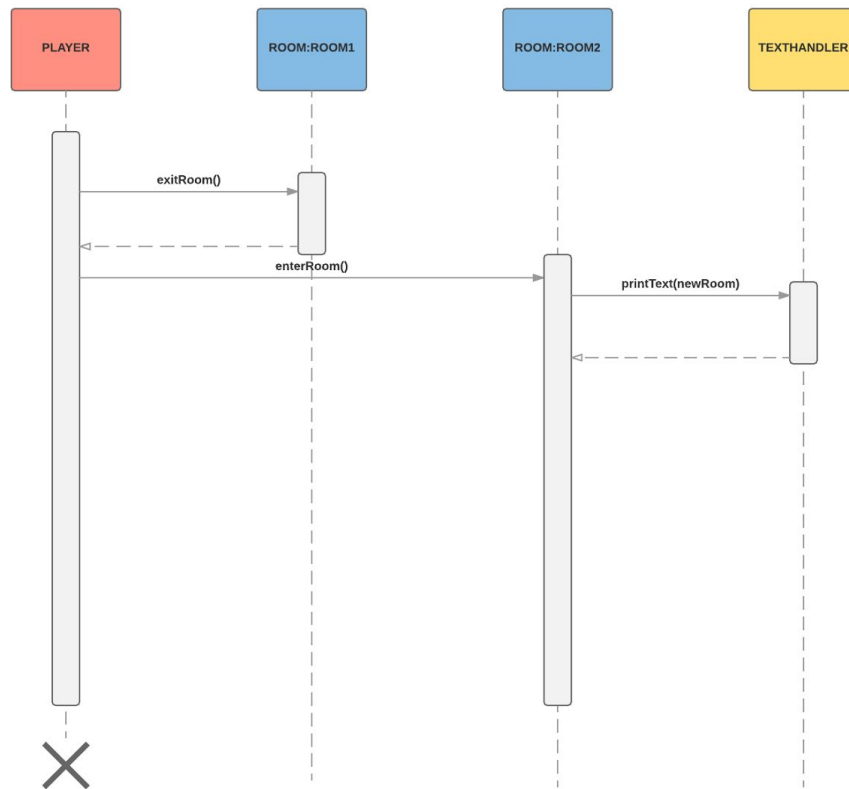 PLAYER
ROOM:ROOM1
ROOM:ROOM2
TEXTHANDLER
exitRoom()
enterRoom()
printText(newRoom)